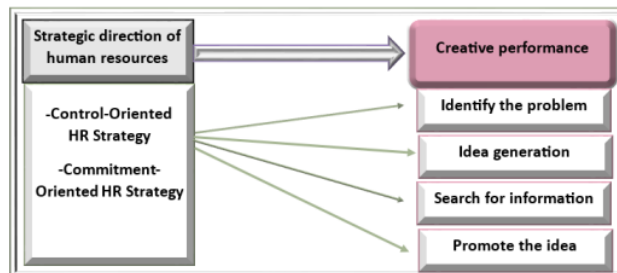 Strategic direction of
human resources
Creative performance
-Control-Oriented
HR Strategy
-Commitment-
Oriented HR Strategy
Identify the problem
Idea generation
Search for information
Promote the idea